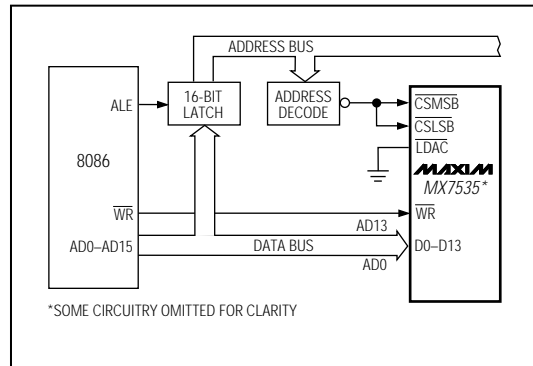 ADDRESS BUS
ALE
16-BIT
LATCH
ADDRESS
DECODE
CSMSB
CSLSB
LDAC
8086
MAXIM
MX7535*
WR
WR
AD13
AD0–AD15
DATA BUS
D0–D13
AD0
*SOME CIRCUITRY OMITTED FOR CLARITY